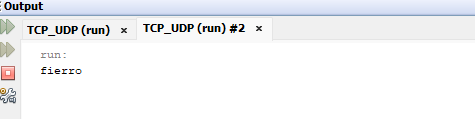 Output
TCP_UDP (run) × TCP_UDP (run) #2 ×
run:
fierro